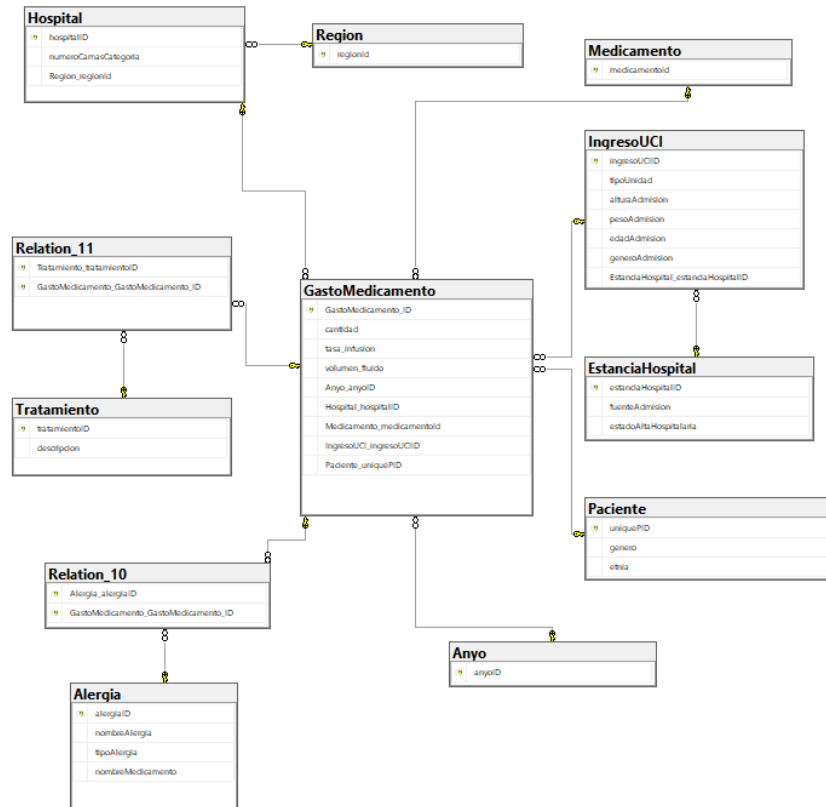 Hospital
hospitalID
numeroCamasCategoria
Region_regionId
Region
regionId
Medicamento
medicamentoId
IngresoUCI
ingresoUCIID
tipoUnidad
alturaAdmision
pesoAdmision
edadAdmision
generoAdmision
EstanciaHospital_estanciaHospitalID
Relation_11
Tratamiento_tratamientoID
GastoMedicamento_GastoMedicamento_ID
GastoMedicamento
GastoMedicamento_ID
cantidad
tasa_infusion
volumen_fluido
Anyo_anyoID
Hospital_hospitalID
Medicamento_medicamentoId
IngresoUCI_ingresoUCIID
Paciente_uniquePID
EstanciaHospital
estanciaHospitalID
fuenteAdmision
estadoAltaHospitalaria
Tratamiento
tratamientoID
descripcion
Paciente
uniquePID
genero
etnia
Relation_10
Alergia_alergiaID
GastoMedicamento_GastoMedicamento_ID
Anyo
anyoID
Alergia
alergiaID
nombreAlergia
tipoAlergia
nombreMedicamento